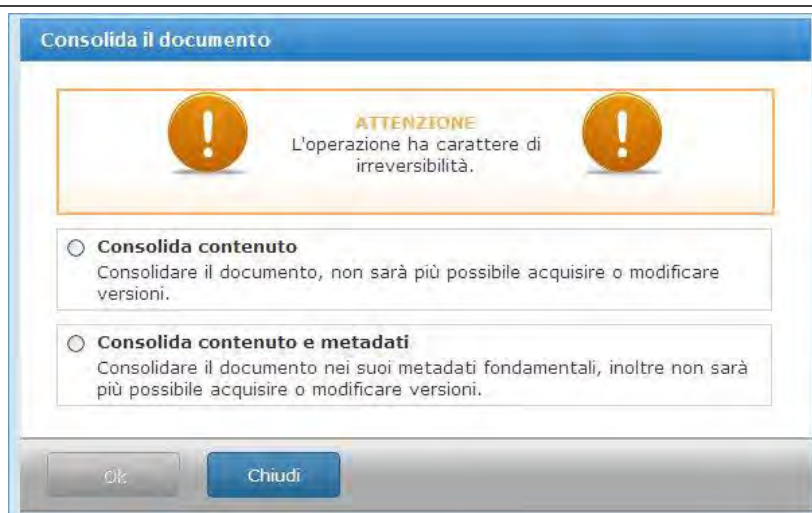 Consolida il documento
ATTENZIONE
L'operazione ha carattere di
irreversibilità.
Consolida contenuto
Consolidare il documento, non sarà più possibile acquisire o modificare
versioni.
Consolida contenuto e metadati
Consolidare il documento nei suoi metadati fondamentali, inoltre non sarà
più possibile acquisire o modificare versioni.
Ok
Chiudi